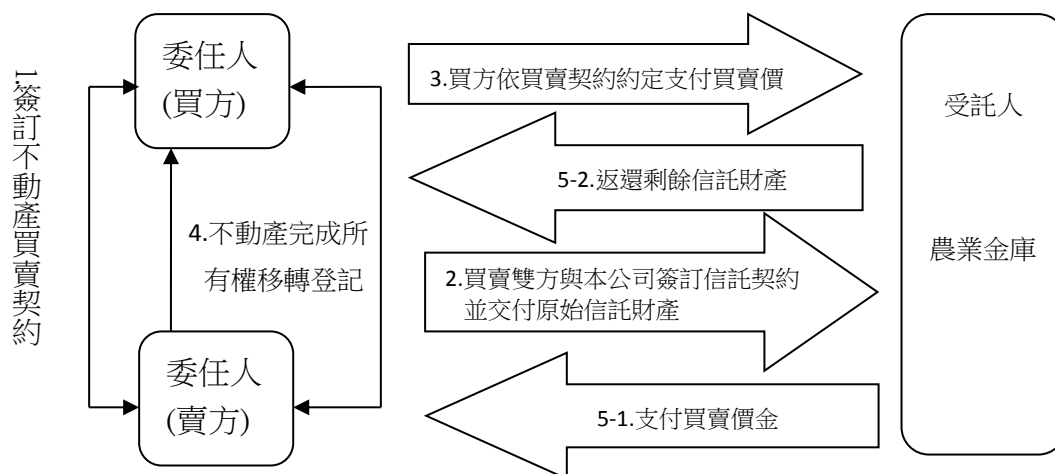 1.簽訂不動產買賣契約
委任人
(買方)
3.買方依買賣契約約定支付買賣價
受託人
5-2.返還剩餘信託財產
4.不動產完成所
有權移轉登記
農業金庫
2.買賣雙方與本公司簽訂信託契約
並交付原始信託財產
委任人
(賣方)
5-1.支付買賣價金